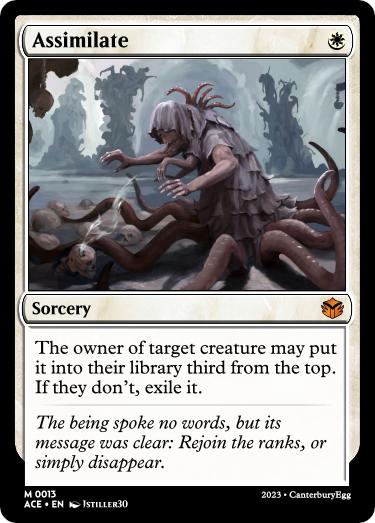 Assimilate
Sorcery
The owner of target creature may put
it into their library third from the top.
If they don't, exile it.
The being spoke no words, but its
message was clear: Rejoin the ranks, or
simply disappear.
M 0013
ACE • EN Istiller30
2023 • CanterburyEgg